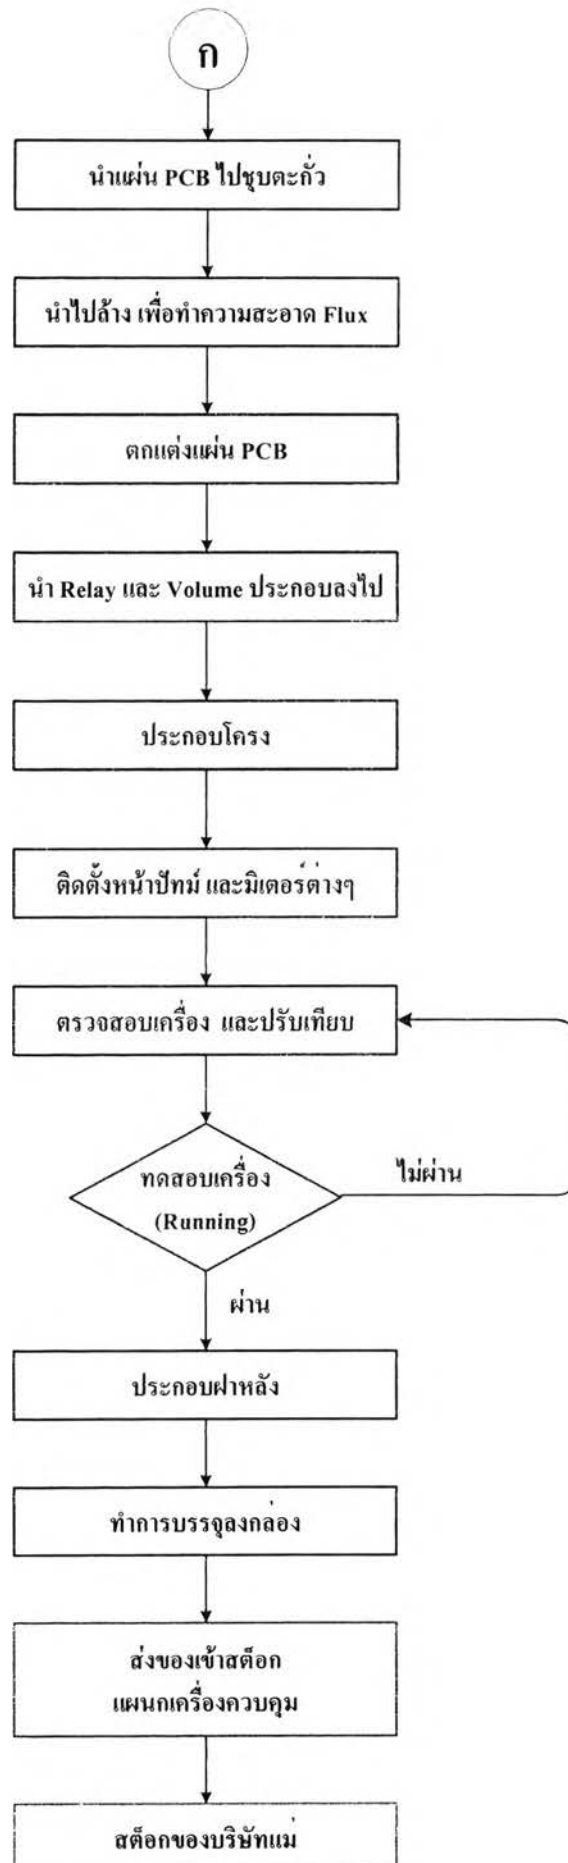 ก
นำแผ่น PCB ไปชุบตะกั่ว
นำไปล้าง เพื่อทำความสะอาด Flux
ตกแต่งแผ่น PCB
นำ Relay และ Volume ประกอบลงไป
ประกอบโครง
ติดตั้งหน้าปัทม์ และมิเตอร์ต่างๆ
ตรวจสอบเครื่อง และปรับเทียบ
ทดสอบเครื่อง
(Running)
ไม่ผ่าน
ผ่าน
ประกอบฝาหลัง
ทำการบรรจุลงกล่อง
ส่งของเข้าสต็อก
แผนกเครื่องควบคุม
สต็อกของบริษัทแม่